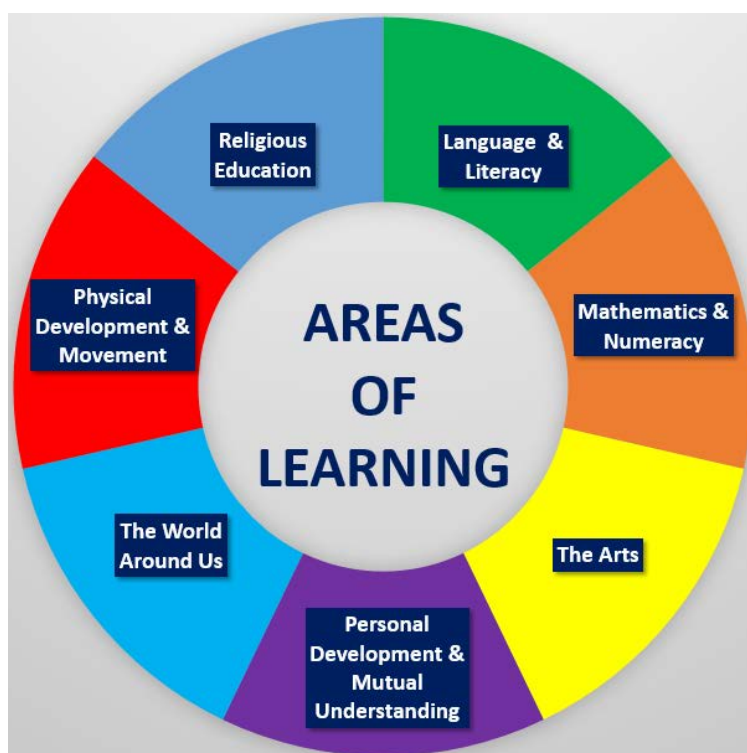 AREAS
OF
LEARNING
Language & 
Literacy
Mathematics &
Numeracy
The Arts
Personal
Development &
Mutual
Understanding
The World
Around Us
Physical
Development &
Movement
Religious
Education